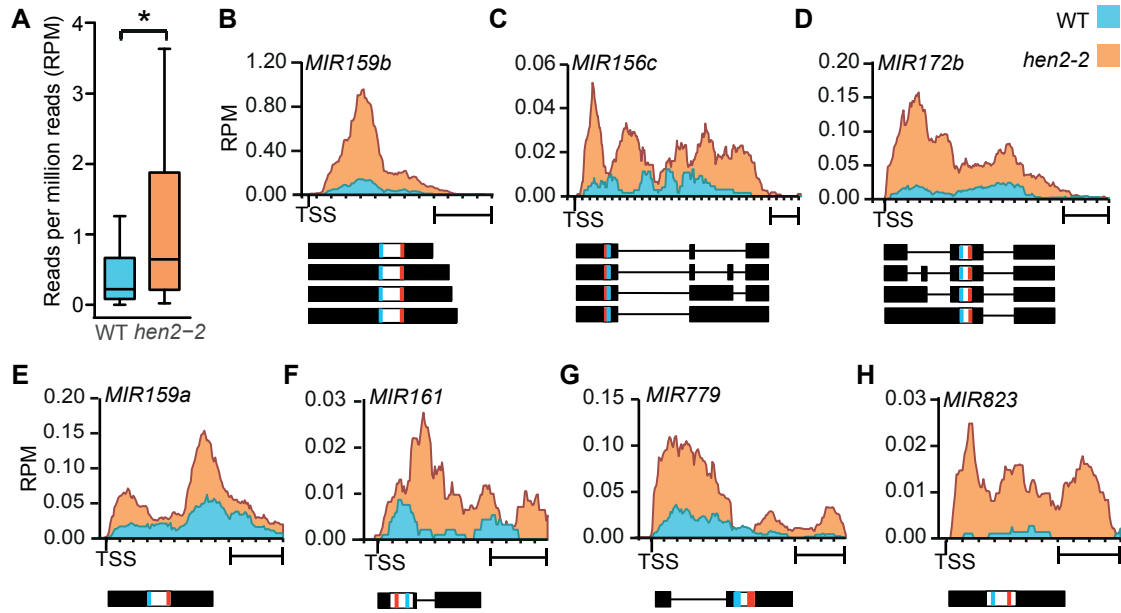 A
Reads per million reads (RPM)
4
3
2
1
0
*
WT hen2-2
B
MIR159b
RPM
1.20
0.80
0.40
0.00
TSS
C
MIR156c
0.06
0.04
0.02
0.00
TSS
D
MIR172b
0.20
0.15
0.10
0.05
0.00
TSS
WT
hen2-2
E
MIR159a
RPM
0.20
0.15
0.10
0.05
0.00
TSS
F
MIR161
0.03
0.02
0.01
0.00
TSS
G
MIR779
0.15
0.10
0.05
0.00
TSS
H
MIR823
0.03
0.02
0.01
0.00
TSS